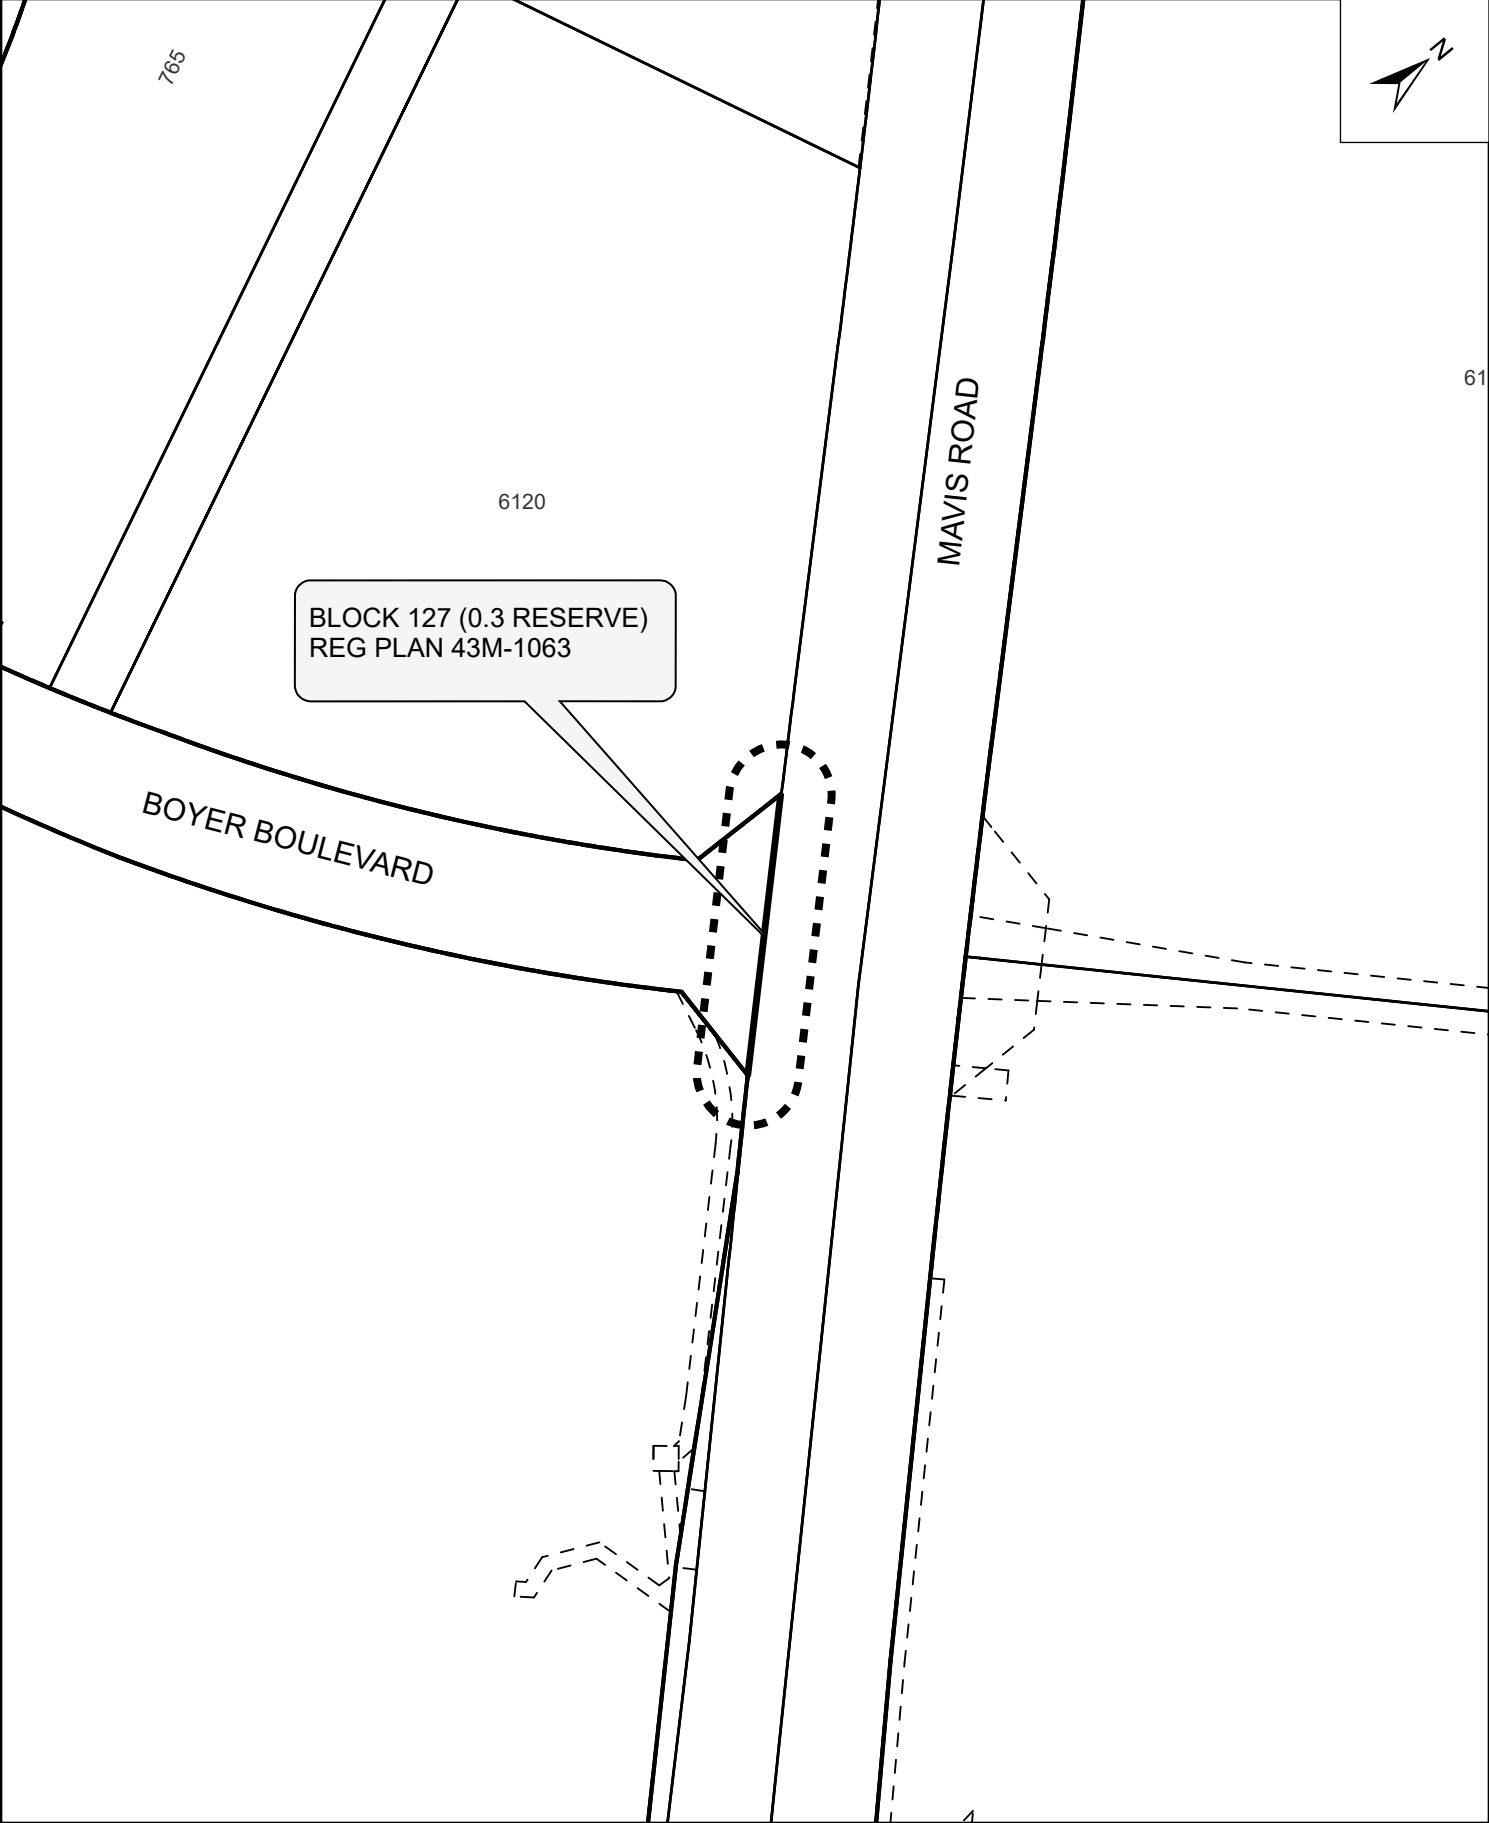 765
N
61
MAVIS ROAD
6120
BLOCK 127 (0.3 RESERVE)
REG PLAN 43M-1063
BOYER BOULEVARD